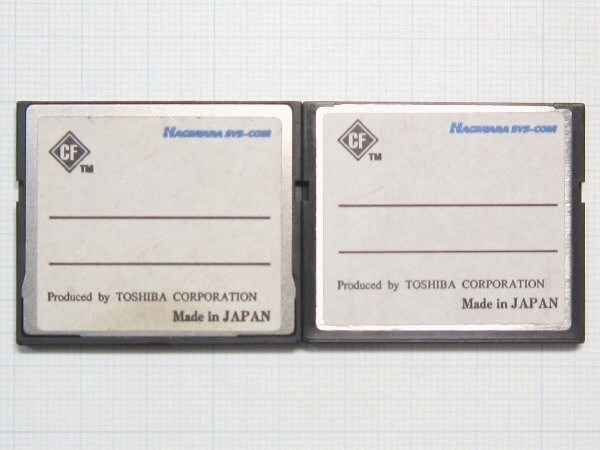 CF
TM
HAGIWARA SYS-COM
Produced by TOSHIBA CORPORATION
Made in JAPAN
CF
TM
HAGIWARA SYS-COM
Produced by TOSHIBA CORPORATION
Made in JAPAN